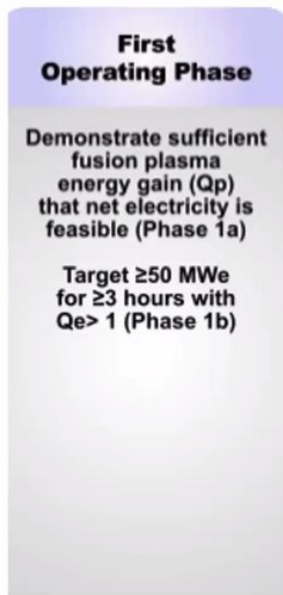 First
Operating Phase
Demonstrate sufficient
fusion plasma
energy gain (Qp)
that net electricity is
feasible (Phase 1a)
Target ≥50 MWe
for ≥3 hours with
Qe> 1 (Phase 1b)